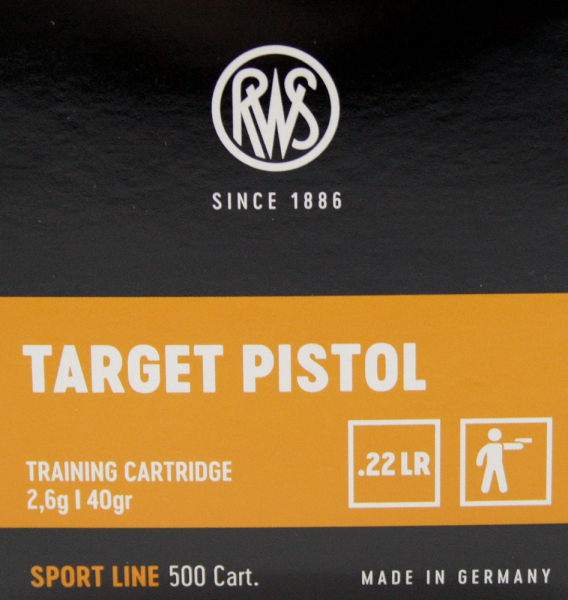 RWS
SINCE 1886
TARGET PISTOL
TRAINING CARTRIDGE
2,6g | 40gr
.22 LR
SPORT LINE 500 Cart.
MADE IN GERMANY